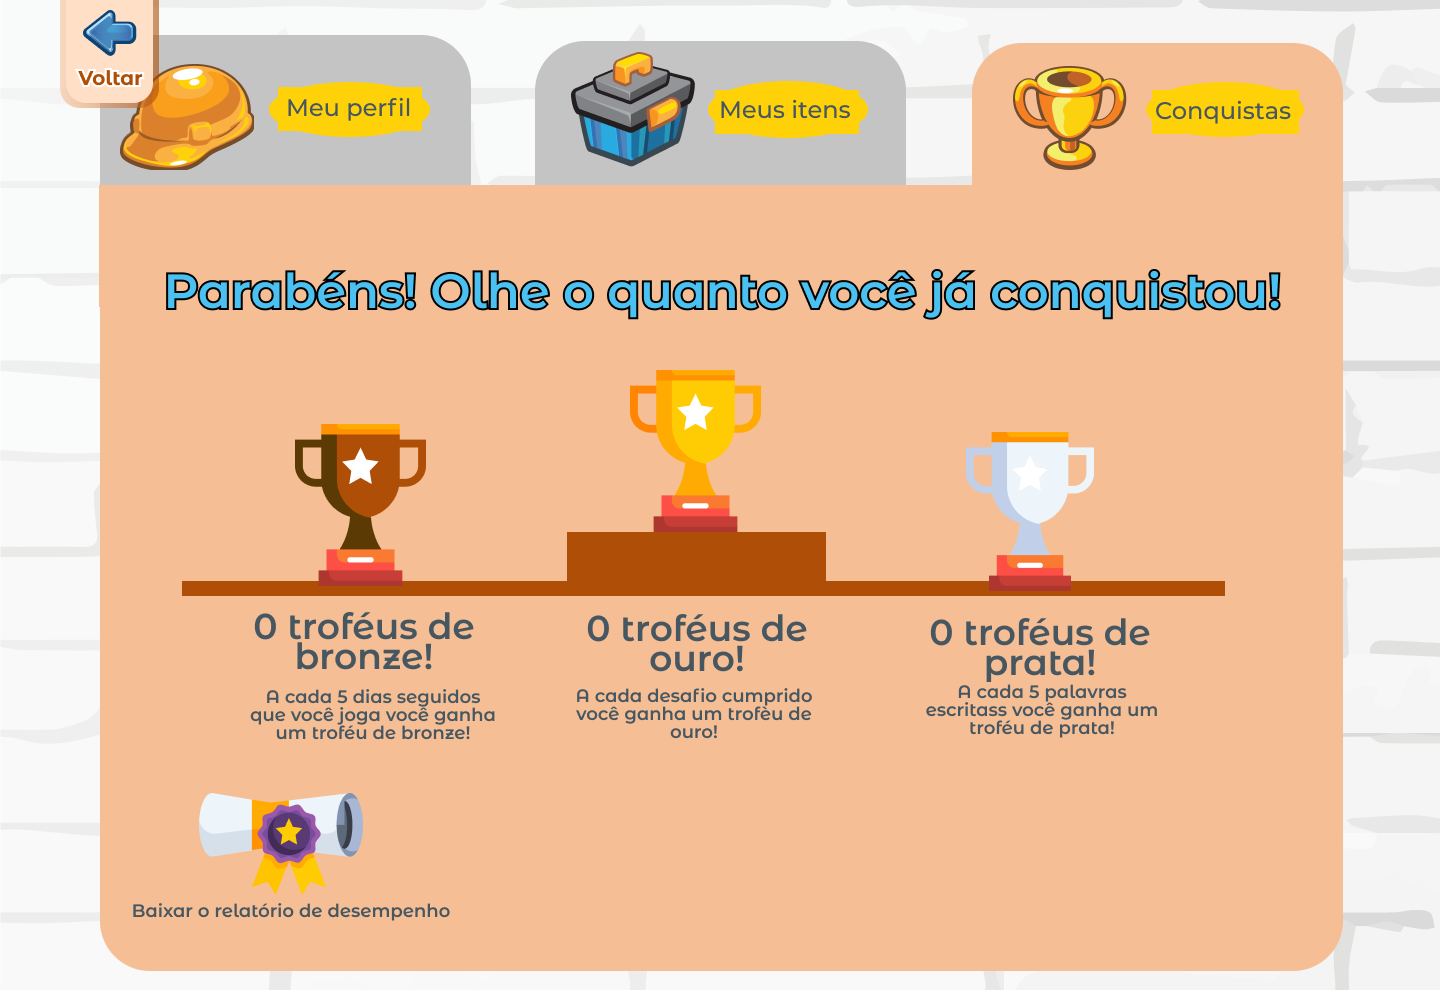 Voltar
Meu perfil
Meus itens
Conquistas
Parabéns! Olhe o quanto você já conquistou!
0 troféus de
bronze!
A cada 5 dias seguidos
que você joga você ganha
um troféu de bronze!
0 troféus de
ouro!
A cada desafio cumprido
você ganha um trofèu de
ouro!
0 troféus de
prata!
A cada 5 palavras
escritass você ganha um
troféu de prata!
Baixar o relatório de desempenho